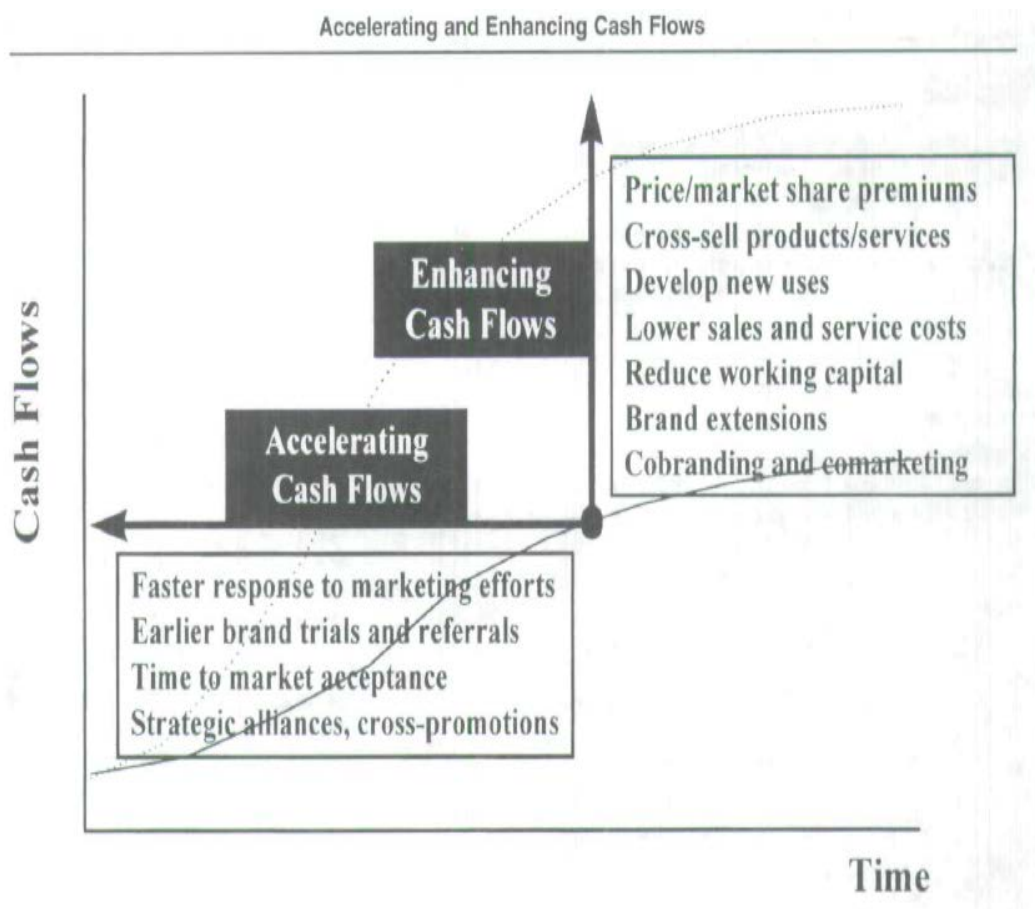 Accelerating and Enhancing Cash Flows
Enhancing
Cash Flows
Price/market share premiums
Cross-sell products/services
Develop new uses
Lower sales and service costs
Reduce working capital
Brand extensions
Cobranding and comarketing
Accelerating
Cash Flows
Faster response to marketing efforts
Earlier brand trials and referrals
Time to market acceptance
Strategic alliances, cross-promotions
Cash Flows
Time